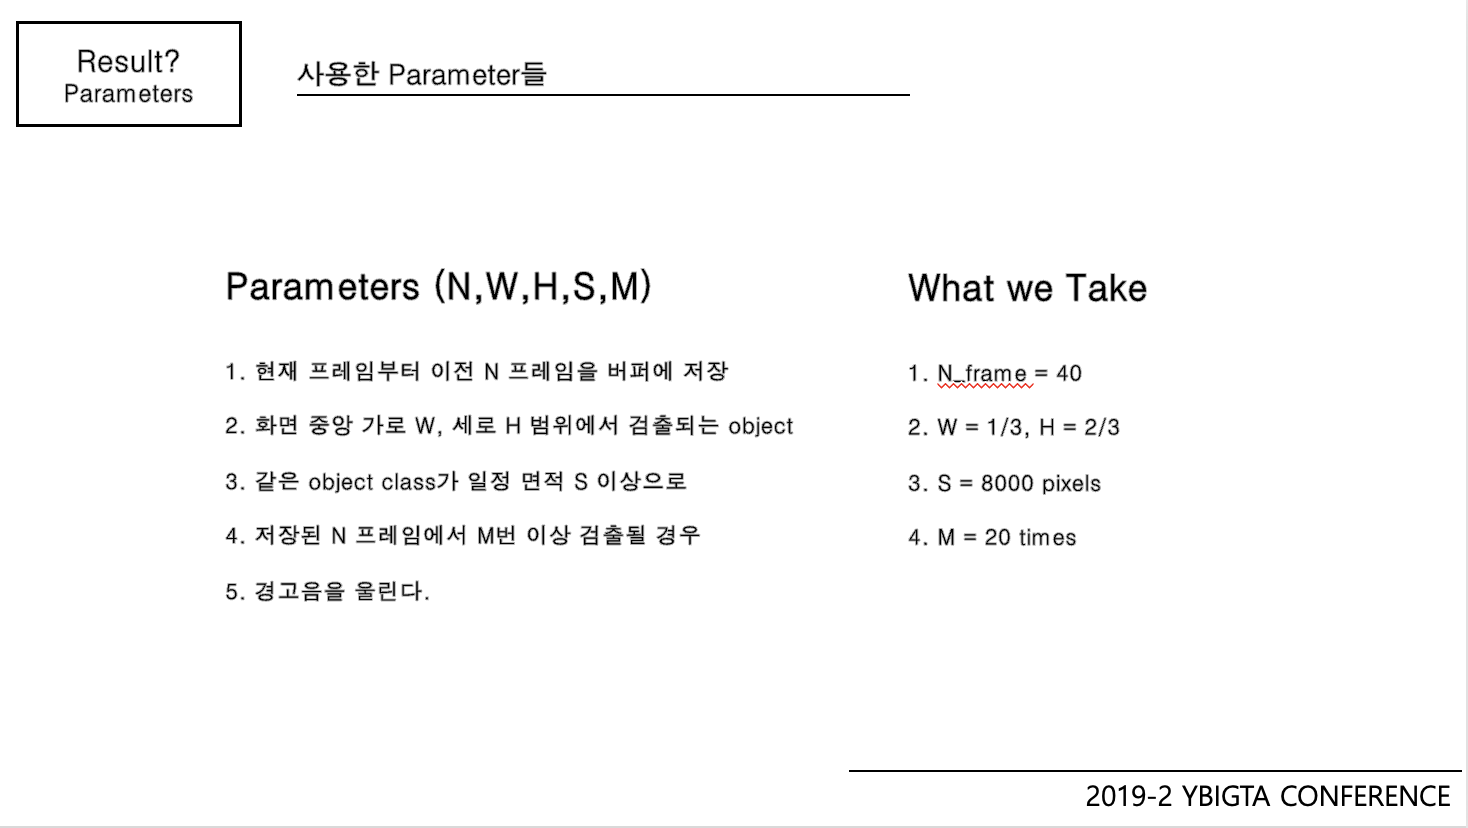 Result?
Parameters
사용한 Parameter들
Parameters (N,W,H,S,M)
1. 현재 프레임부터 이전 N 프레임을 버퍼에 저장
2. 화면 중앙 가로 W, 세로 H 범위에서 검출되는 object
3. 같은 object class가 일정 면적 S 이상으로
4. 저장된 N 프레임에서 M번 이상 검출될 경우
5. 경고음을 울린다.
What we Take
1. N_frame = 40
2. W = 1/3, H = 2/3
3. S = 8000 pixels
4. M = 20 times
2019-2 YBIGTA CONFERENCE